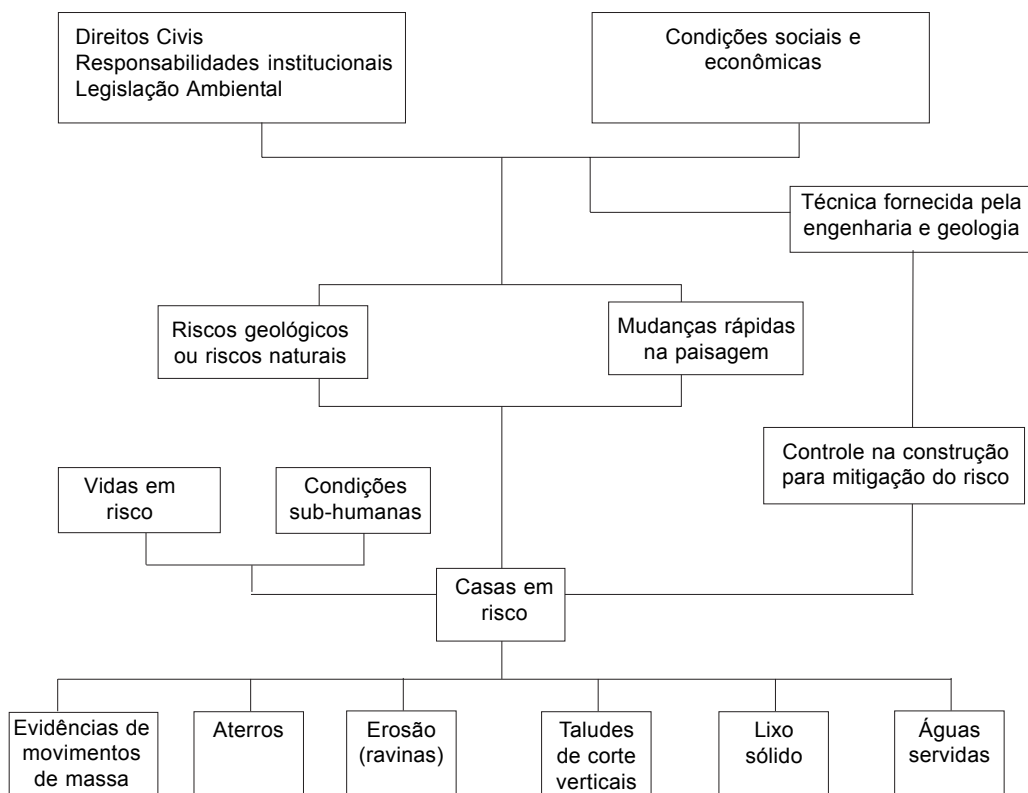 Direitos Civis
Responsabilidades institucionais
Legislação Ambiental
Condições sociais e
econômicas
Técnica fornecida pela
engenharia e geologia
Riscos geológicos
ou riscos naturais
Mudanças rápidas
na paisagem
Controle na construção
para mitigação do risco
Vidas em
risco
Condições
sub-humanas
Casas em
risco
Evidências de
movimentos
de massa
Aterros
Erosão
(ravinas)
Taludes
de corte
verticais
Lixo
sólido
Águas
servidas